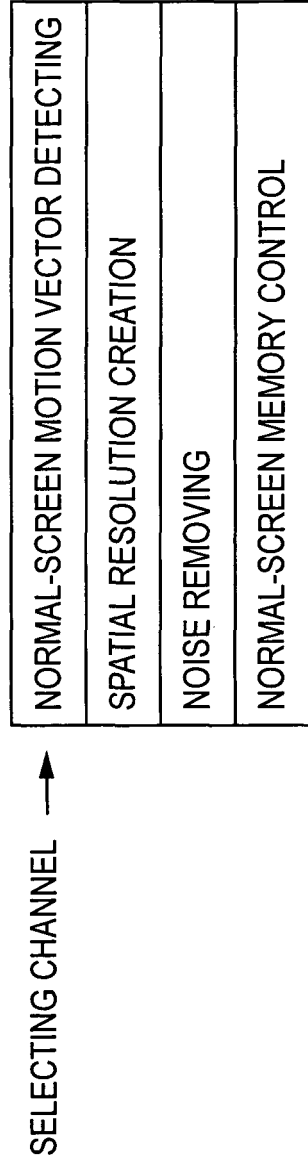 SELECTING CHANNEL
NORMAL-SCREEN MOTION VECTOR DETECTING
SPATIAL RESOLUTION CREATION
NOISE REMOVING
NORMAL-SCREEN MEMORY CONTROL